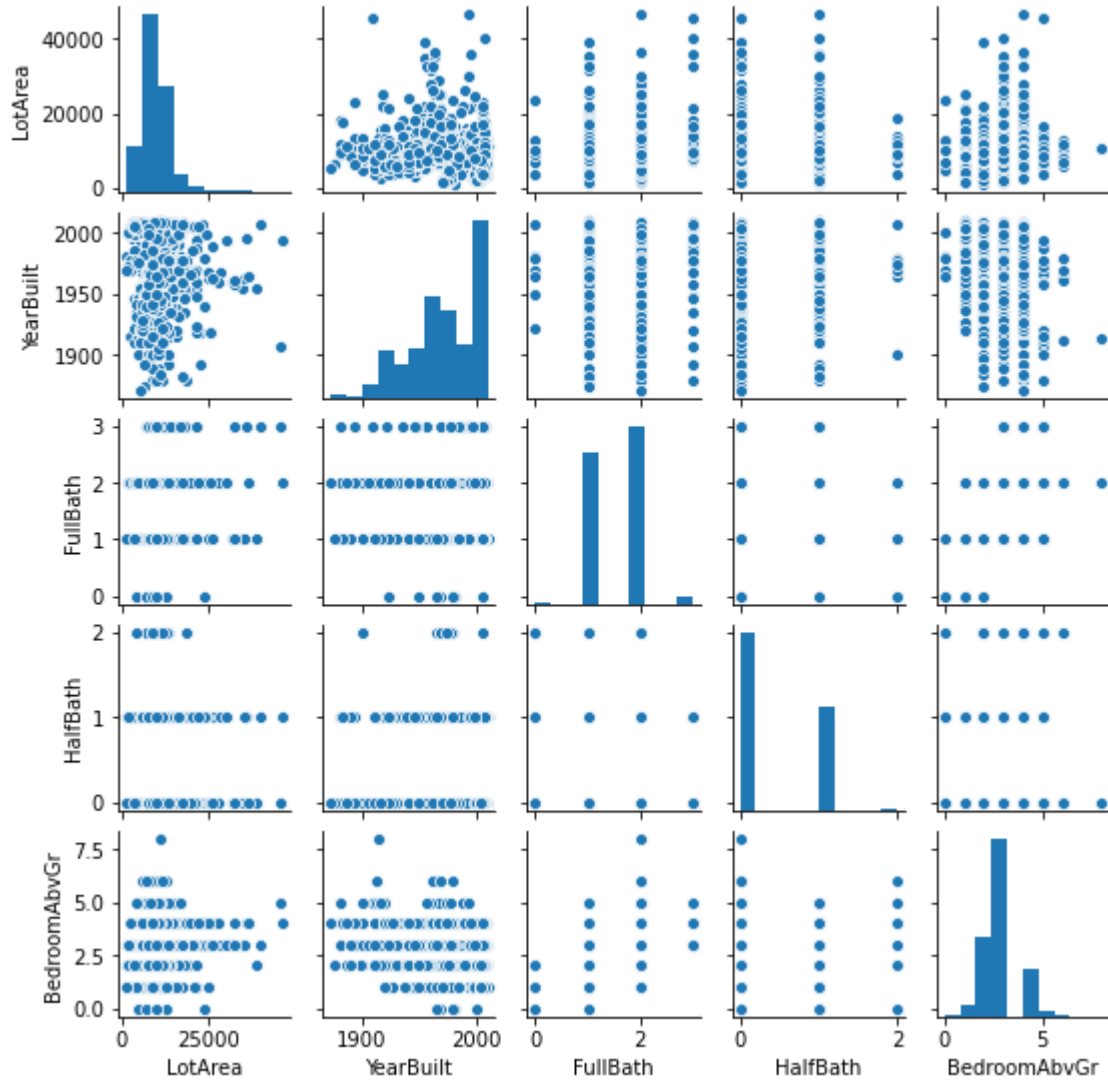 40000
20000
0
LotArea
2000
1950
1900
YearBuilt
3
2
1
0
FullBath
2
1
0
HalfBath
7.5
5.0
2.5
0.0
BedroomAbvGr
0 25000
LotArea
1900 2000
YearBuilt
0 2
FullBath
0 2
HalfBath
0 5
BedroomAbvGr